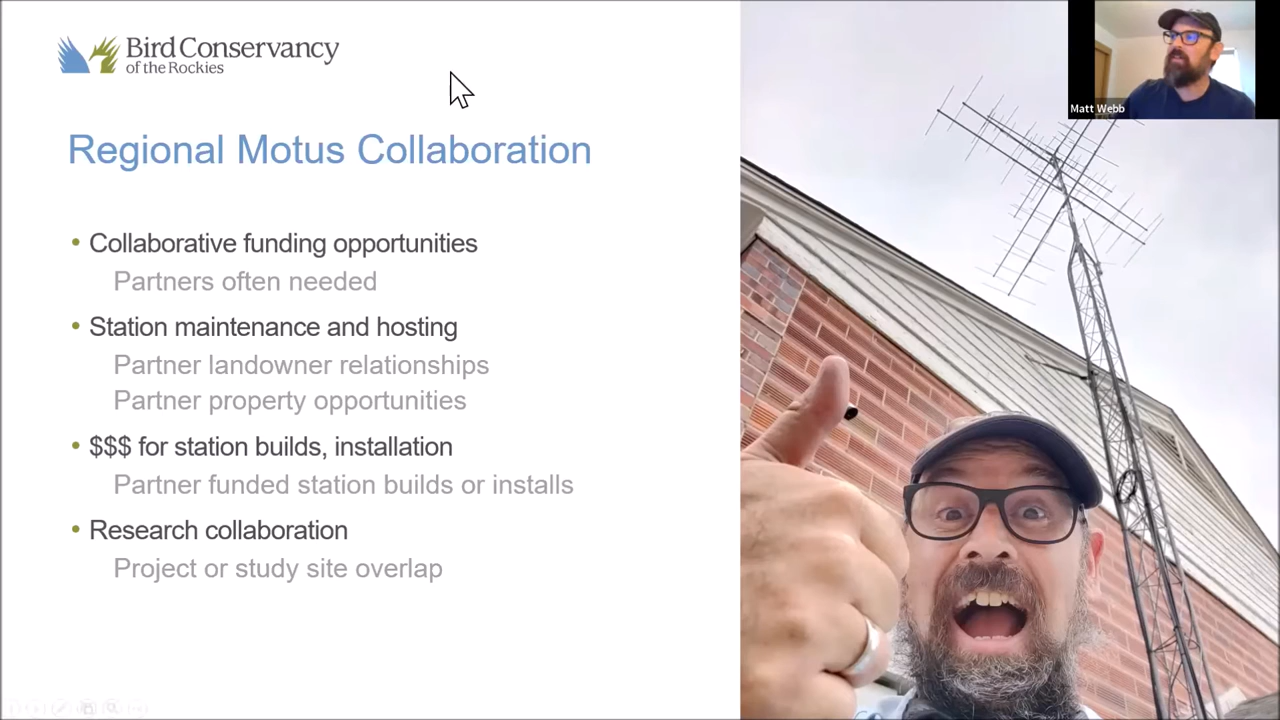 Bird Conservancy
of the Rockies
Matt Webb
Regional Motus Collaboration
• Collaborative funding opportunities
Partners often needed
• Station maintenance and hosting
Partner landowner relationships
Partner property opportunities
• $$$ for station builds, installation
Partner funded station builds or installs
• Research collaboration
Project or study site overlap